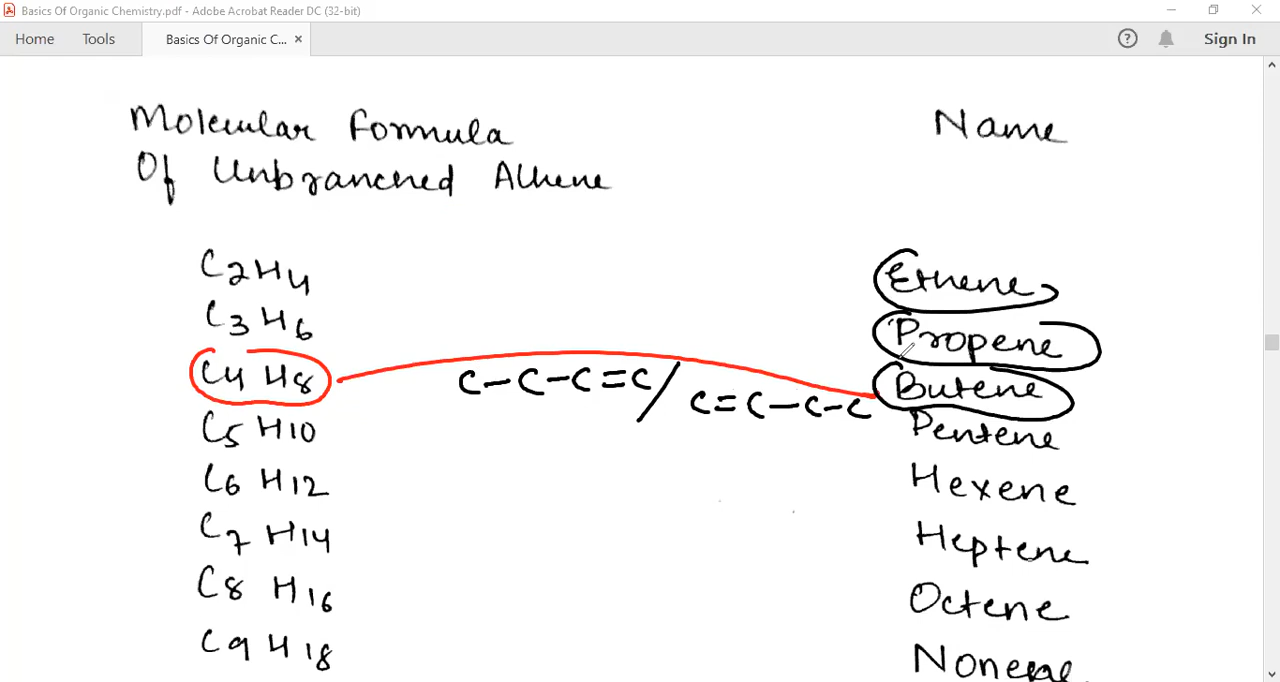 Basics Of Organic Chemistry.pdf - Adobe Acrobat Reader DC (32-bit)
Home Tools Basics Of Organic C... × ? Sign In
Molecular Formula Name
Of Unbranched Alkene
C2H4 Ethene
C3H6 Propene
C4H8 C-C-C=C/ C=C-C-C Butene
C5H10 Pentene
C6H12 Hexene
C7H14 Heptene
C8H16 Octene
C9H18